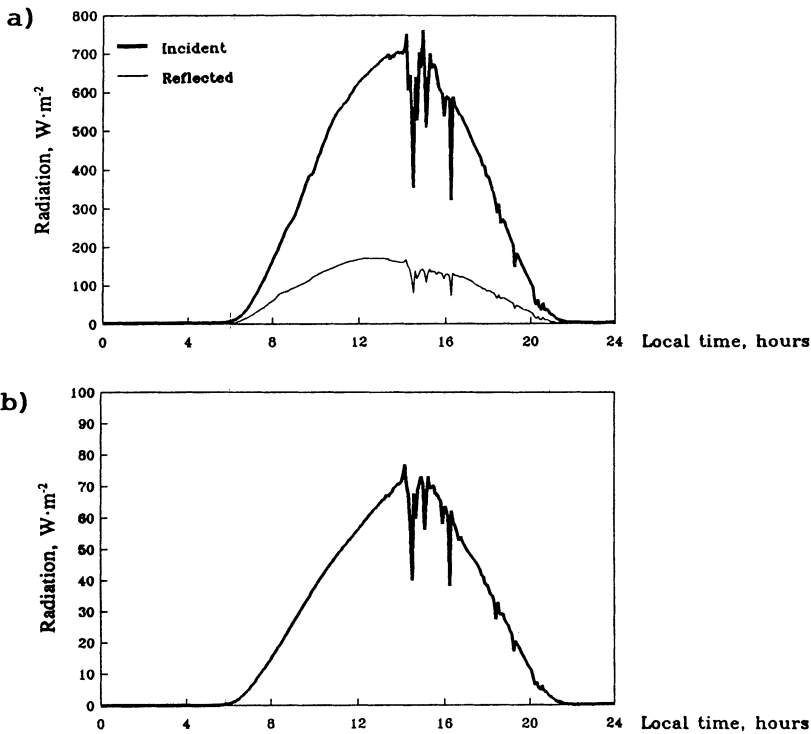 a)
800
700
600
500
400
300
200
100
0
Radiation, W·m-2
Incident
Reflected
0 4 8 12 16 20 24
Local time, hours
b)
100
90
80
70
60
50
40
30
20
10
0
Radiation, W·m-2
0 4 8 12 16 20 24
Local time, hours